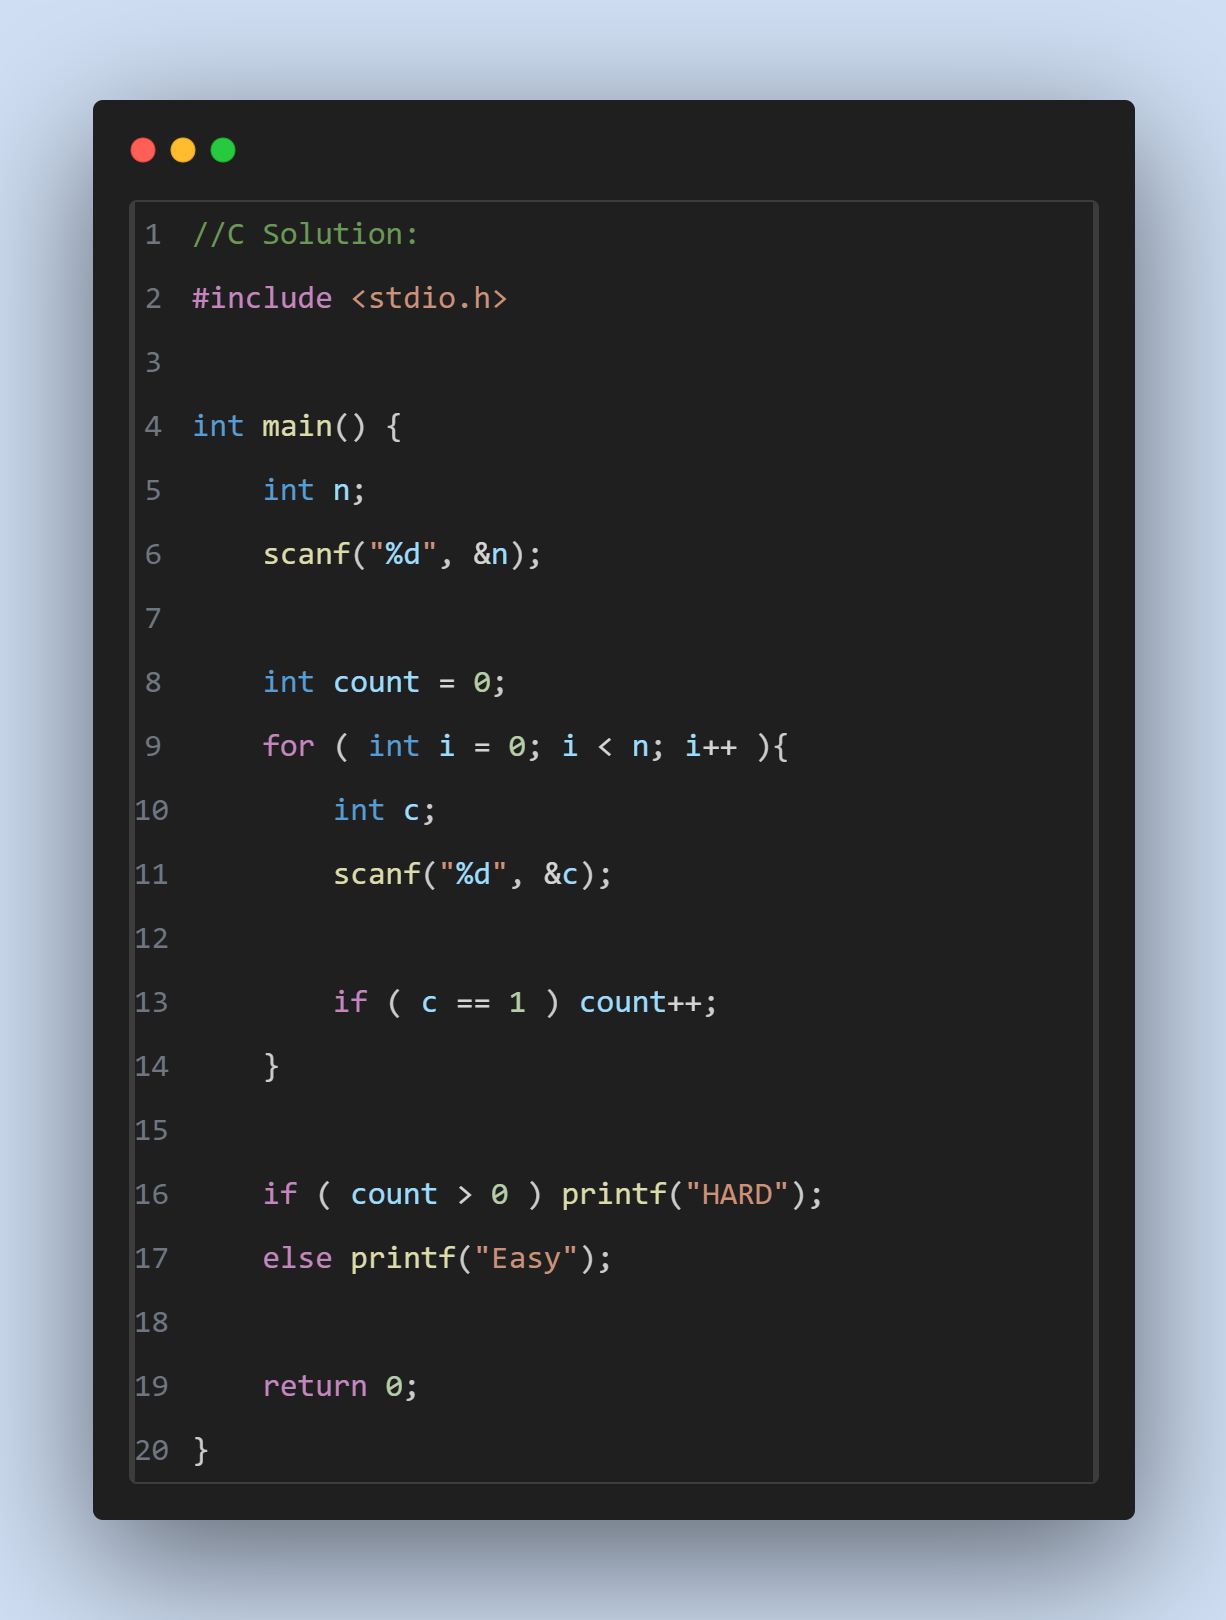 1 //C Solution:
2 #include <stdio.h>
3
4 int main() {
5     int n;
6     scanf("%d", &n);
7
8     int count = 0;
9     for ( int i = 0; i < n; i++ ){
10         int c;
11         scanf("%d", &c);
12
13         if ( c == 1 ) count++;
14     }
15
16     if ( count > 0 ) printf("HARD");
17     else printf("Easy");
18
19     return 0;
20 }